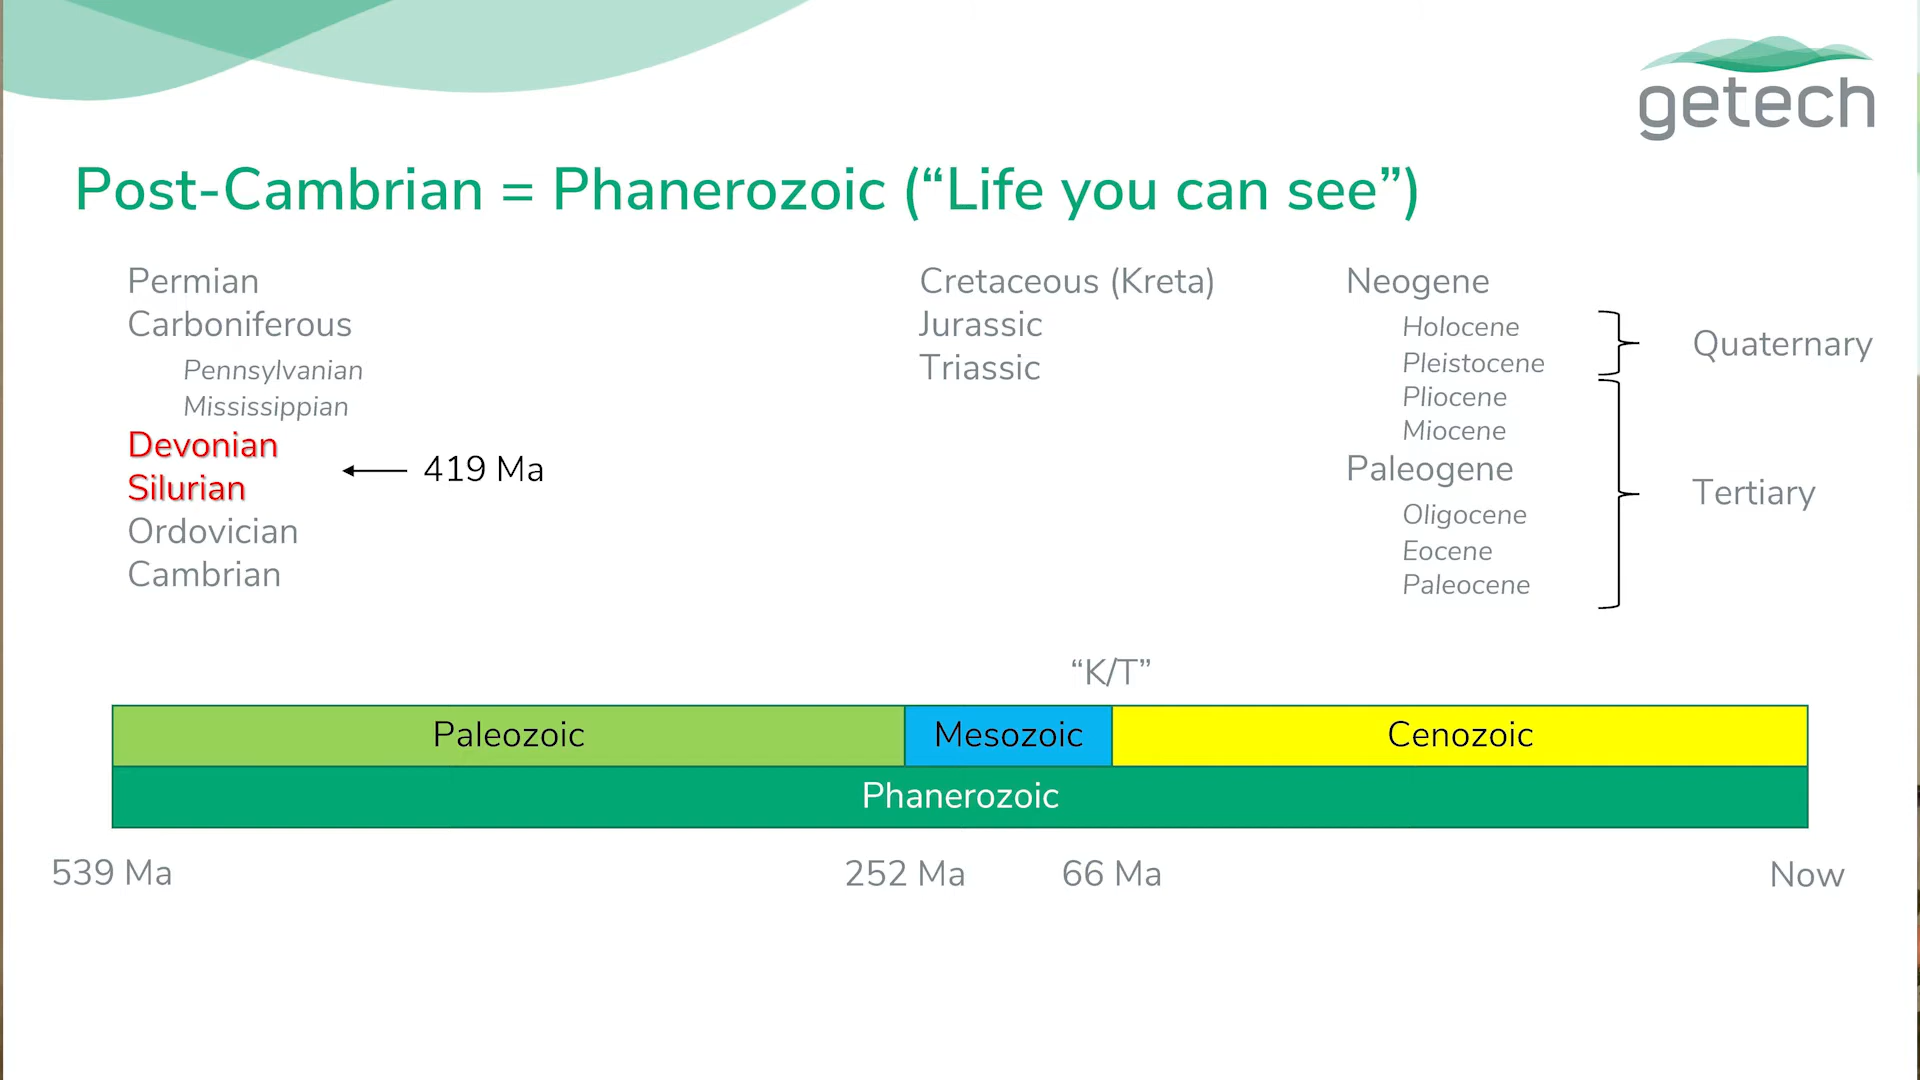 getech
Post-Cambrian = Phanerozoic (“Life you can see”)
Permian
Carboniferous
Pennsylvanian
Mississippian
Devonian
Silurian
Ordovician
Cambrian
419 Ma
Cretaceous (Kreta)
Jurassic
Triassic
Neogene
Holocene
Pleistocene
Pliocene
Miocene
Paleogene
Oligocene
Eocene
Paleocene
Quaternary
Tertiary
“K/T”
Paleozoic
Mesozoic
Cenozoic
Phanerozoic
539 Ma
252 Ma
66 Ma
Now